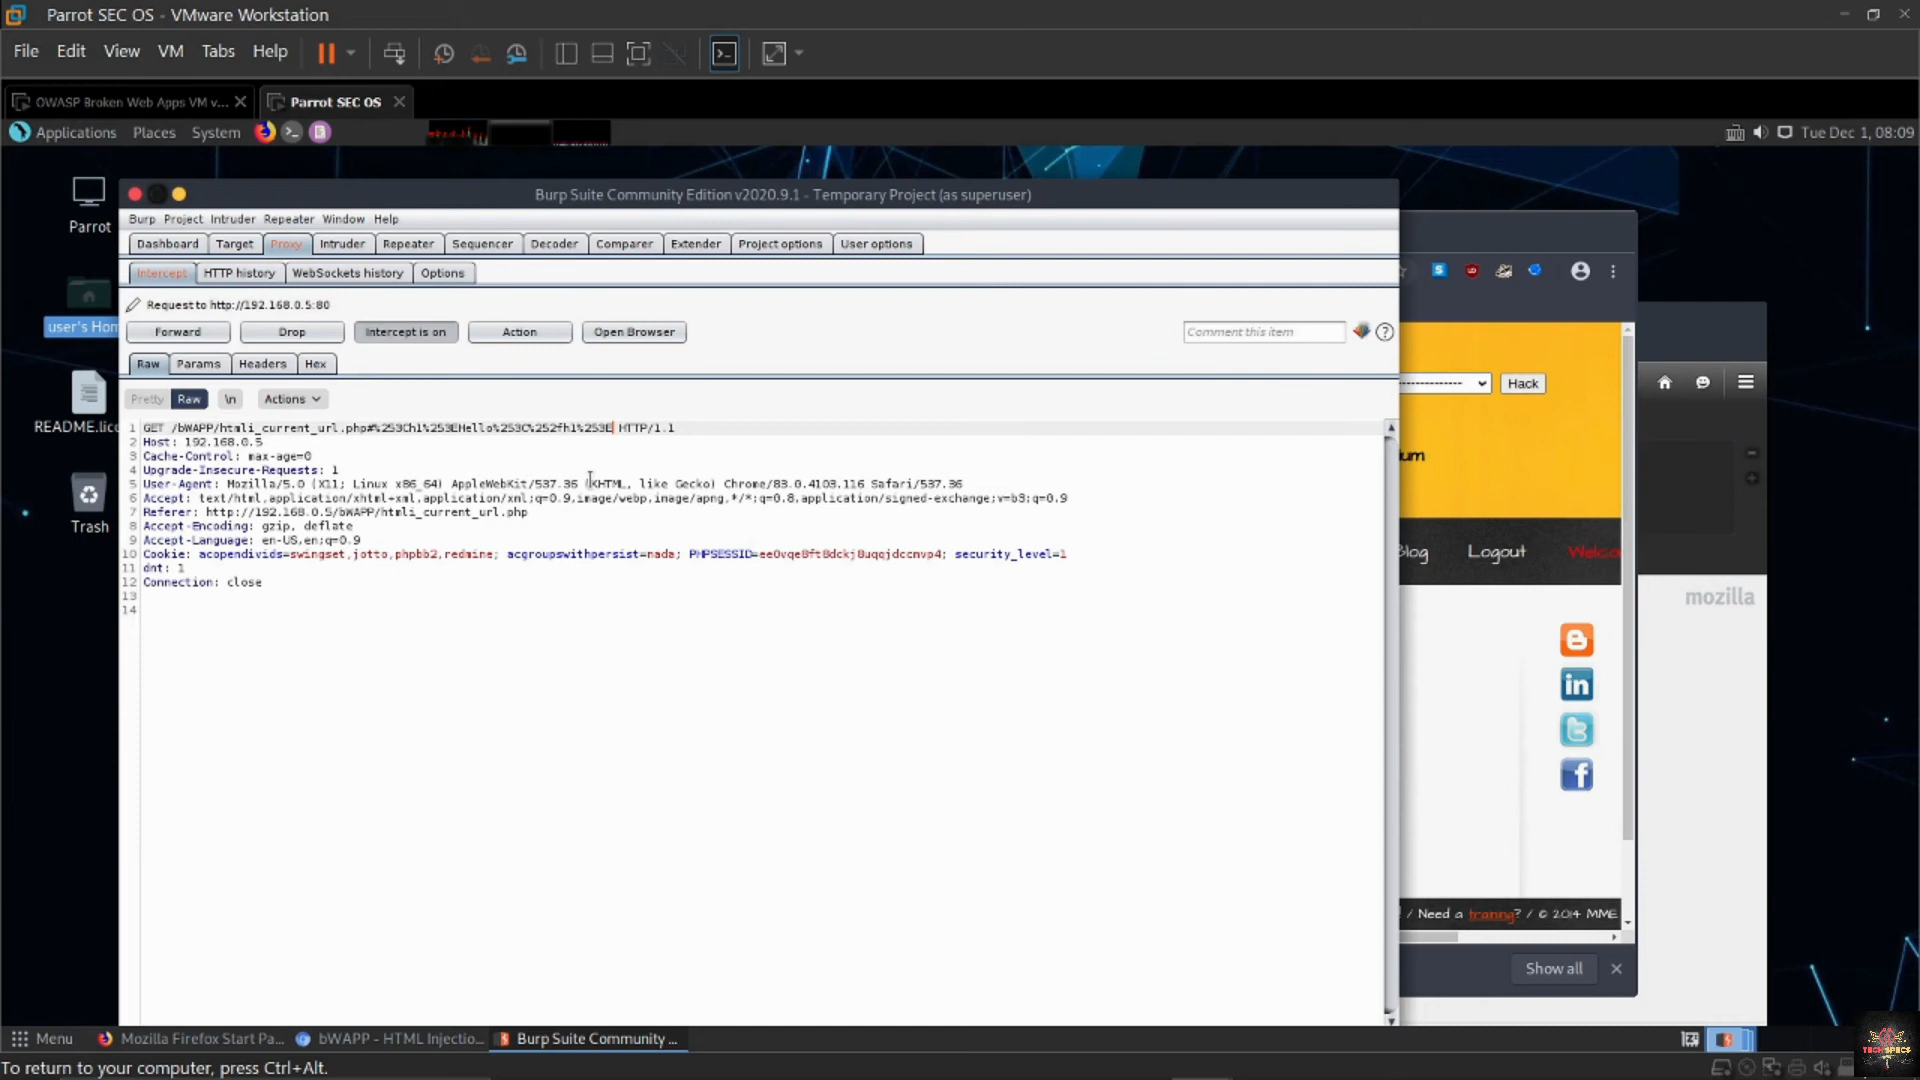 Parrot SEC OS - VMware Workstation
File Edit View VM Tabs Help
OWASP Broken Web Apps VM v... Parrot SEC OS
Applications Places System Tue Dec 1, 08:09
Parrot
user's Hom
README.lice
Trash
Burp Suite Community Edition v2020.9.1 - Temporary Project (as superuser)
Burp Project Intruder Repeater Window Help
Dashboard Target Proxy Intruder Repeater Sequencer Decoder Comparer Extender Project options User options
Intercept HTTP history WebSockets history Options
Request to http://192.168.0.5:80
Forward Drop Intercept is on Action Open Browser Comment this item ?
Raw Params Headers Hex
Pretty Raw \n Actions
1 GET /bWAPP/htmli_current_url.php#%253Ch1%253EHello%253C%252fh1%253E HTTP/1.1
2 Host: 192.168.0.5
3 Cache-Control: max-age=0
4 Upgrade-Insecure-Requests: 1
5 User-Agent: Mozilla/5.0 (X11; Linux x86_64) AppleWebKit/537.36 (KHTML, like Gecko) Chrome/83.0.4103.116 Safari/537.36
6 Accept: text/html,application/xhtml+xml,application/xml;q=0.9,image/webp,image/apng,*/*;q=0.8,application/signed-exchange;v=b3;q=0.9
7 Referer: http://192.168.0.5/bWAPP/htmli_current_url.php
8 Accept-Encoding: gzip, deflate
9 Accept-Language: en-US,en;q=0.9
10 Cookie: acopendivids=swingset,jotto,phpbb2,redmine; acgroupswithpersist=nada; PHPSESSID=ee0vqe8ft8dckj8uqqjdccnvp4; security_level=1
11 dnt: 1
12 Connection: close
13
14
Hack
um
Blog Logout Welco
mozilla
/ Need a training? / © 2014 MME
Show all
Menu Mozilla Firefox Start Pa... bWAPP - HTML Injectio... Burp Suite Community ...
To return to your computer, press Ctrl+Alt.
TECH SPECS